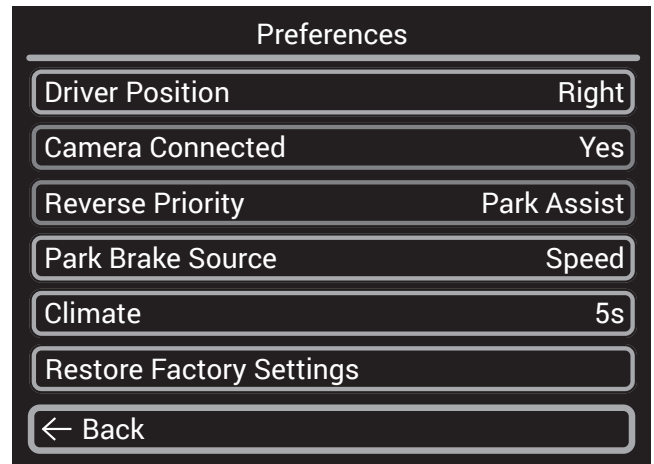 Preferences
Driver Position Right
Camera Connected Yes
Reverse Priority Park Assist
Park Brake Source Speed
Climate 5s
Restore Factory Settings
← Back